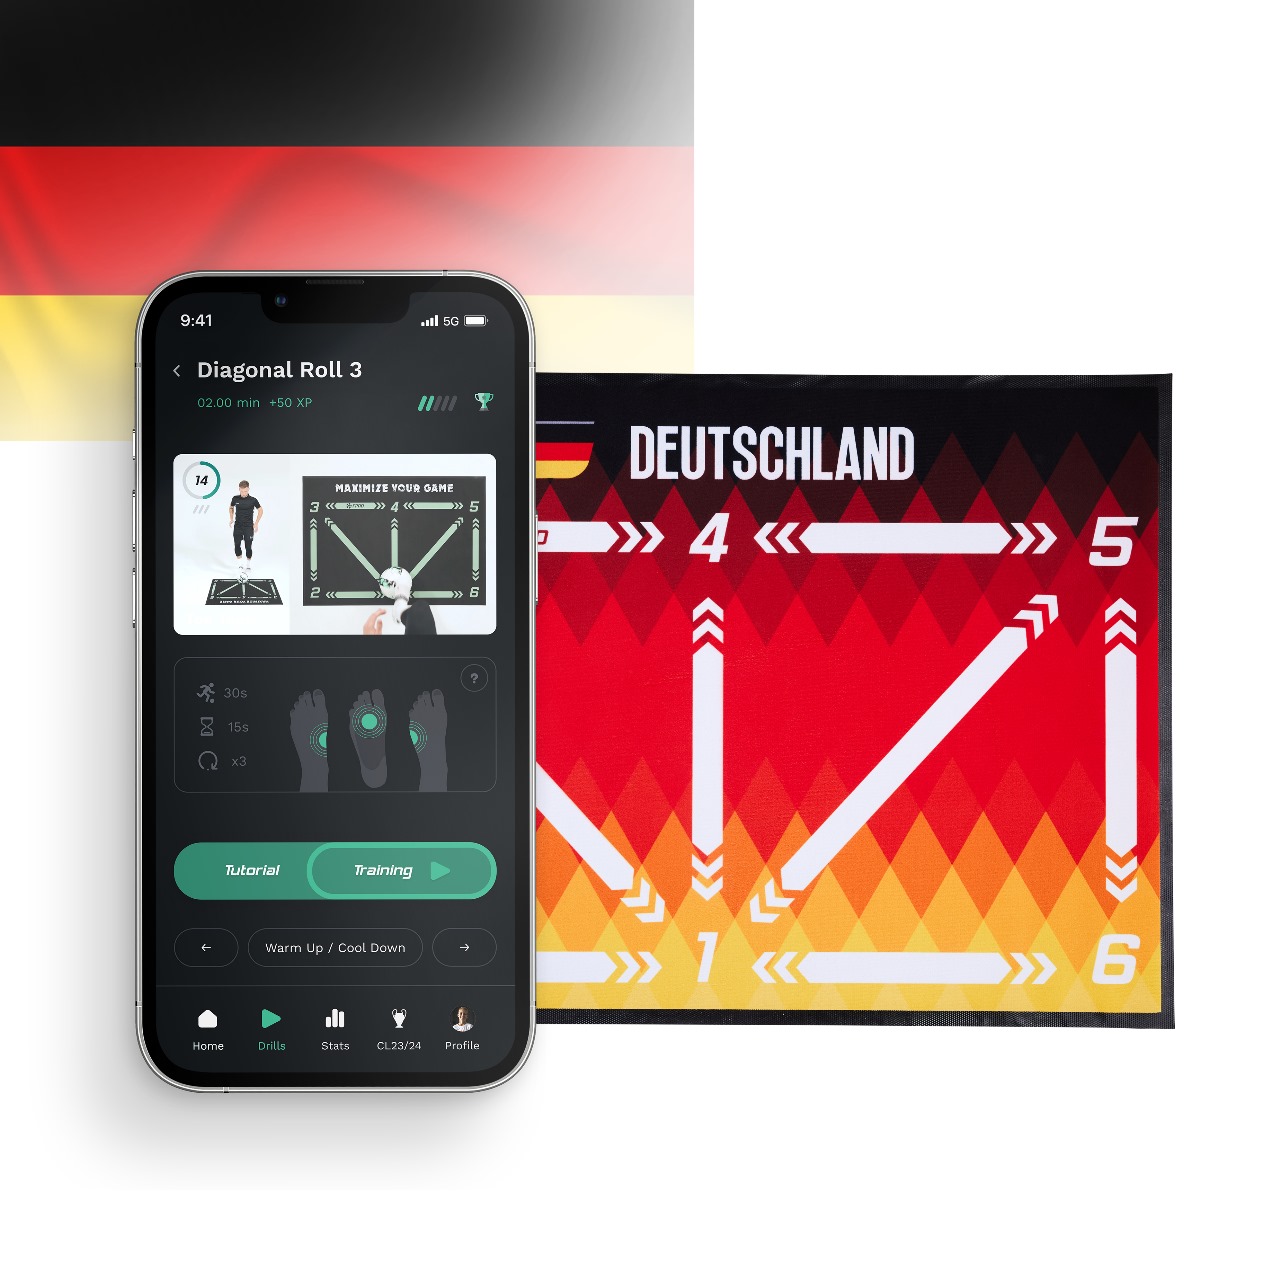 9:41
5G
Diagonal Roll 3
02.00 min +50 XP
14
MAXIMIZE YOUR GAME
3 4 5
2 6
?
30s
15s
x3
Tutorial
Training
← Warm Up / Cool Down →
Home
Drills
Stats
CL23/24
Profile
DEUTSCHLAND
4 5
1 6